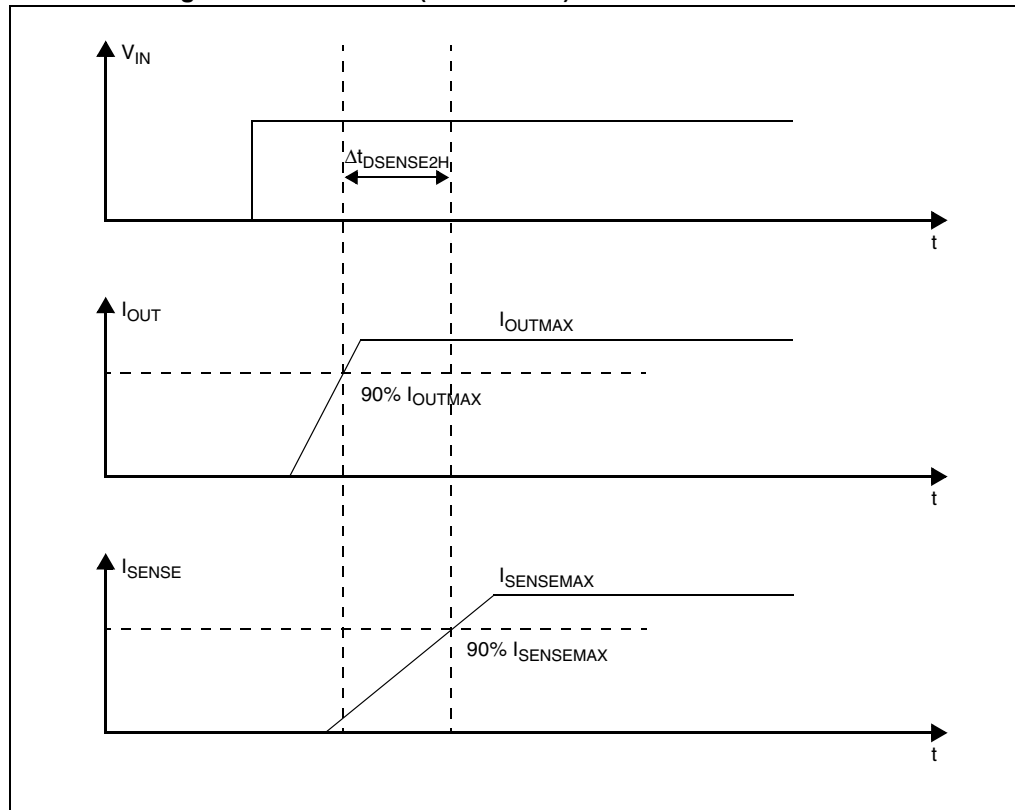 V_IN
Δt_DSENSE2H
t
I_OUT
I_OUTMAX
90% I_OUTMAX
t
I_SENSE
I_SENSEMAX
90% I_SENSEMAX
t